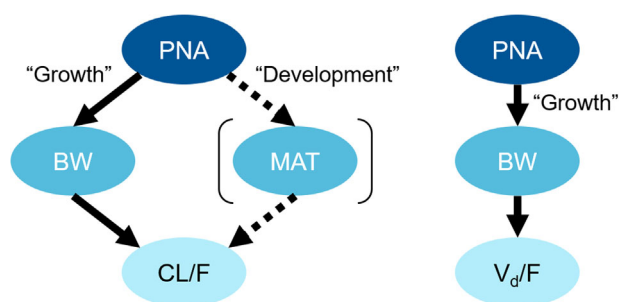 PNA
“Growth”
“Development”
BW
MAT
CL/F
PNA
“Growth”
BW
Vd/F